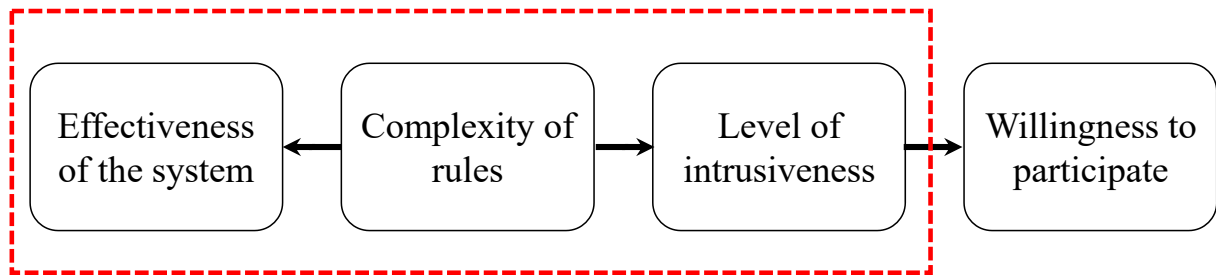 Effectiveness
of the system
Complexity of
rules
Level of
intrusiveness
Willingness to
participate